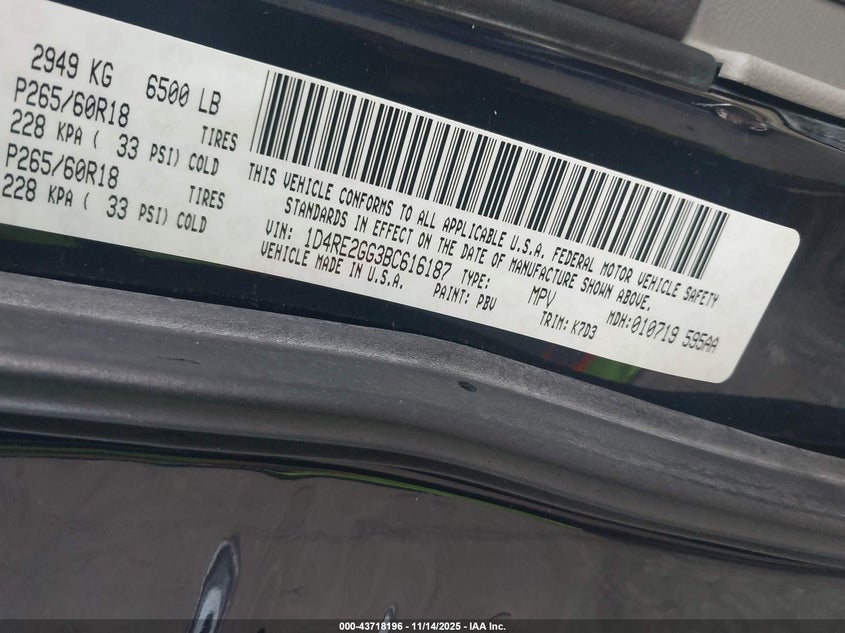 2949 KG 6500 LB
P265/60R18 TIRES
228 KPA ( 33 PSI) COLD
P265/60R18 TIRES
228 KPA ( 33 PSI) COLD
THIS VEHICLE CONFORMS TO ALL APPLICABLE U.S.A. FEDERAL MOTOR VEHICLE SAFETY
STANDARDS IN EFFECT ON THE DATE OF MANUFACTURE SHOWN ABOVE.
VIN: 1D4RE2GG3BC616187 TYPE: MPV MDH:010719 595AA
VEHICLE MADE IN U.S.A. PAINT: PBV TRIM: K7D3
000-43718196 - 11/14/2025 - IAA Inc.